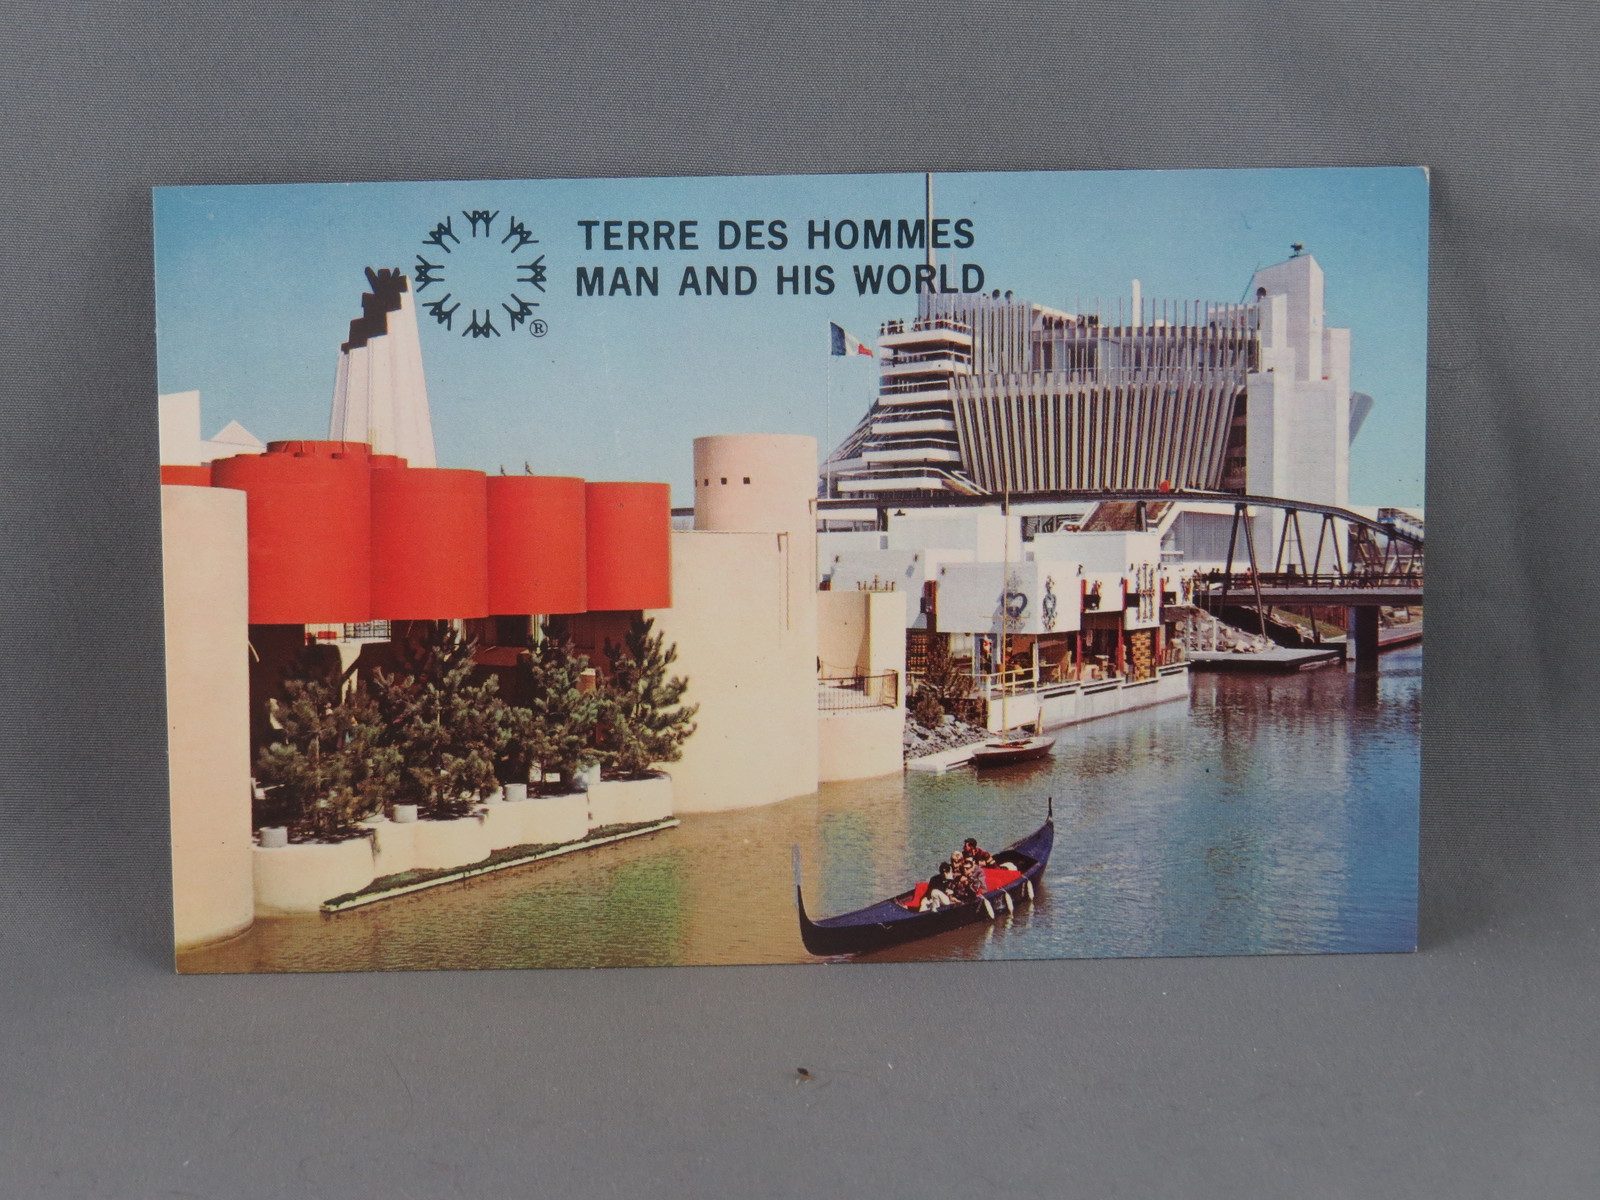 TERRE DES HOMMES
MAN AND HIS WORLD
®